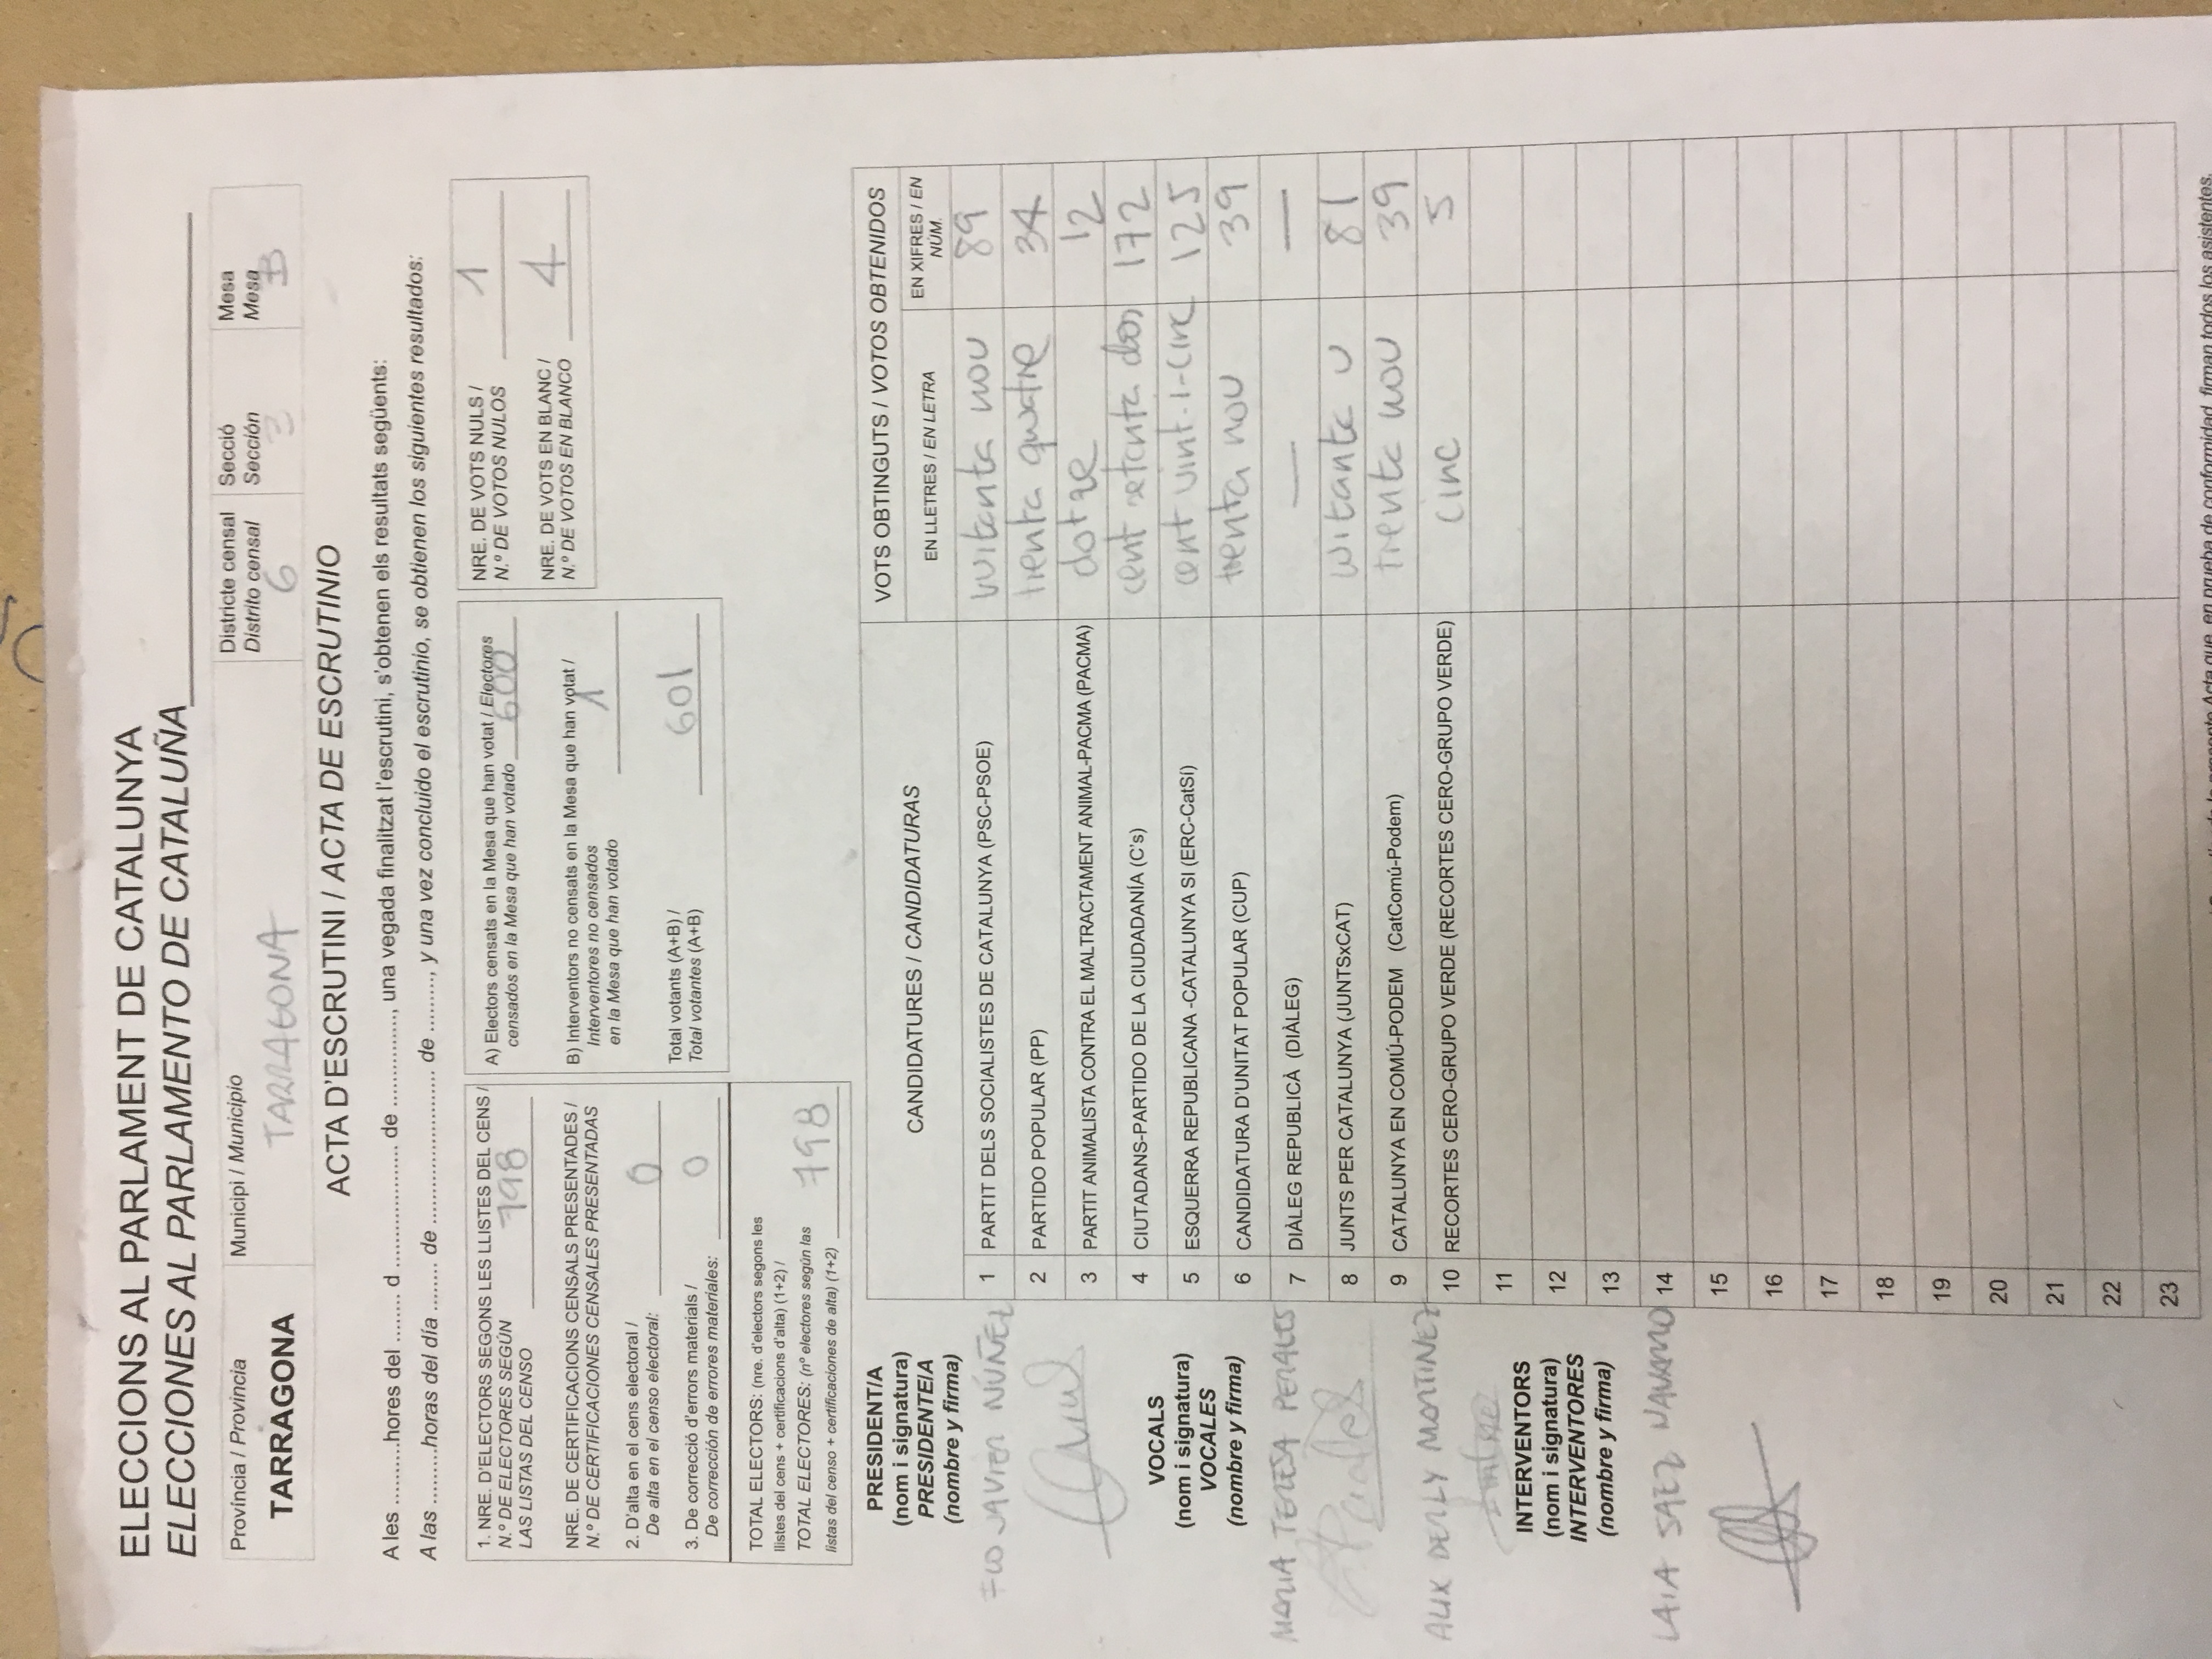 ELECCIONS AL PARLAMENT DE CATALUNYA
ELECCIONES AL PARLAMENTO DE CATALUÑA
Província / Provincia
TARRAGONA
Municipi / Municipio
TARRAGONA
Districte censal
Distrito censal
6
Secció
Sección
3
Mesa
Mesa
B
ACTA D'ESCRUTINI / ACTA DE ESCRUTINIO
A les ..........hores del ....... d .................. de ............., una vegada finalitzat l'escrutini, s'obtenen els resultats següents:
A las ..........horas del día ....... de ....................... de ........, y una vez concluido el escrutinio, se obtienen los siguientes resultados:
1. NRE. D'ELECTORS SEGONS LES LLISTES DEL CENS /
N.º DE ELECTORES SEGÚN
LAS LISTAS DEL CENSO
798
NRE. DE CERTIFICACIONS CENSALS PRESENTADES /
N.º DE CERTIFICACIONES CENSALES PRESENTADAS
2. D'alta en el cens electoral /
De alta en el censo electoral:
0
3. De correcció d'errors materials /
De corrección de errores materiales:
0
TOTAL ELECTORS: (nre. d'electors segons les
llistes del cens + certificacions d'alta) (1+2) /
TOTAL ELECTORES: (nº electores según las
listas del censo + certificaciones de alta) (1+2)
798
A) Electors censats en la Mesa que han votat / Electores
censados en la Mesa que han votado
600
B) Interventors no censats en la Mesa que han votat /
Interventores no censados
en la Mesa que han votado
1
Total votants (A+B) /
Total votantes (A+B)
601
NRE. DE VOTS NULS /
N.º DE VOTOS NULOS
1
NRE. DE VOTS EN BLANC /
N.º DE VOTOS EN BLANCO
4
PRESIDENT/A
(nom i signatura)
PRESIDENTE/A
(nombre y firma)
FCO JAVIER NÚÑEZ
VOCALS
(nom i signatura)
VOCALES
(nombre y firma)
MARIA TERESA PERALES
ALIX DERLY MARTINEZ
INTERVENTORS
(nom i signatura)
INTERVENTORES
(nombre y firma)
LAIA SAEZ NAVARRO
CANDIDATURES / CANDIDATURAS
VOTS OBTINGUTS / VOTOS OBTENIDOS
EN LLETRES / EN LETRA
EN XIFRES / EN NÚM.
1 PARTIT DELS SOCIALISTES DE CATALUNYA (PSC-PSOE) vuitanta nou 89
2 PARTIDO POPULAR (PP) trenta quatre 34
3 PARTIT ANIMALISTA CONTRA EL MALTRACTAMENT ANIMAL-PACMA (PACMA) dotze 12
4 CIUTADANS-PARTIDO DE LA CIUDADANÍA (C's) cent setanta dos 172
5 ESQUERRA REPUBLICANA -CATALUNYA SI (ERC-CatSí) cent vint-i-cinc 125
6 CANDIDATURA D'UNITAT POPULAR (CUP) trenta nou 39
7 DIÀLEG REPUBLICÀ (DIÀLEG) — —
8 JUNTS PER CATALUNYA (JUNTSxCAT) vuitanta u 81
9 CATALUNYA EN COMÚ-PODEM (CatComú-Podem) trenta nou 39
10 RECORTES CERO-GRUPO VERDE (RECORTES CERO-GRUPO VERDE) cinc 5
11
12
13
14
15
16
17
18
19
20
21
22
23
la presente Acta que, en prueba de conformidad, firman todos los asistentes.